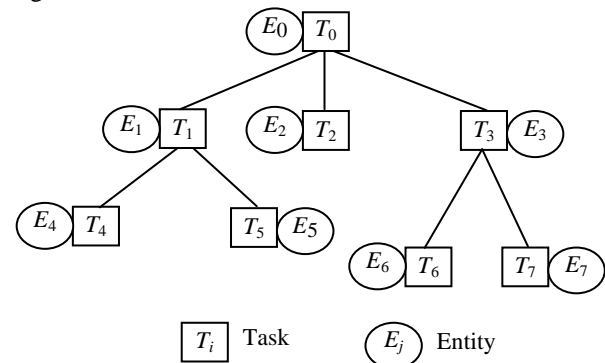 E0 T0
E1 T1 E2 T2 T3 E3
E4 T4 T5 E5
E6 T6 T7 E7
Ti Task Ej Entity